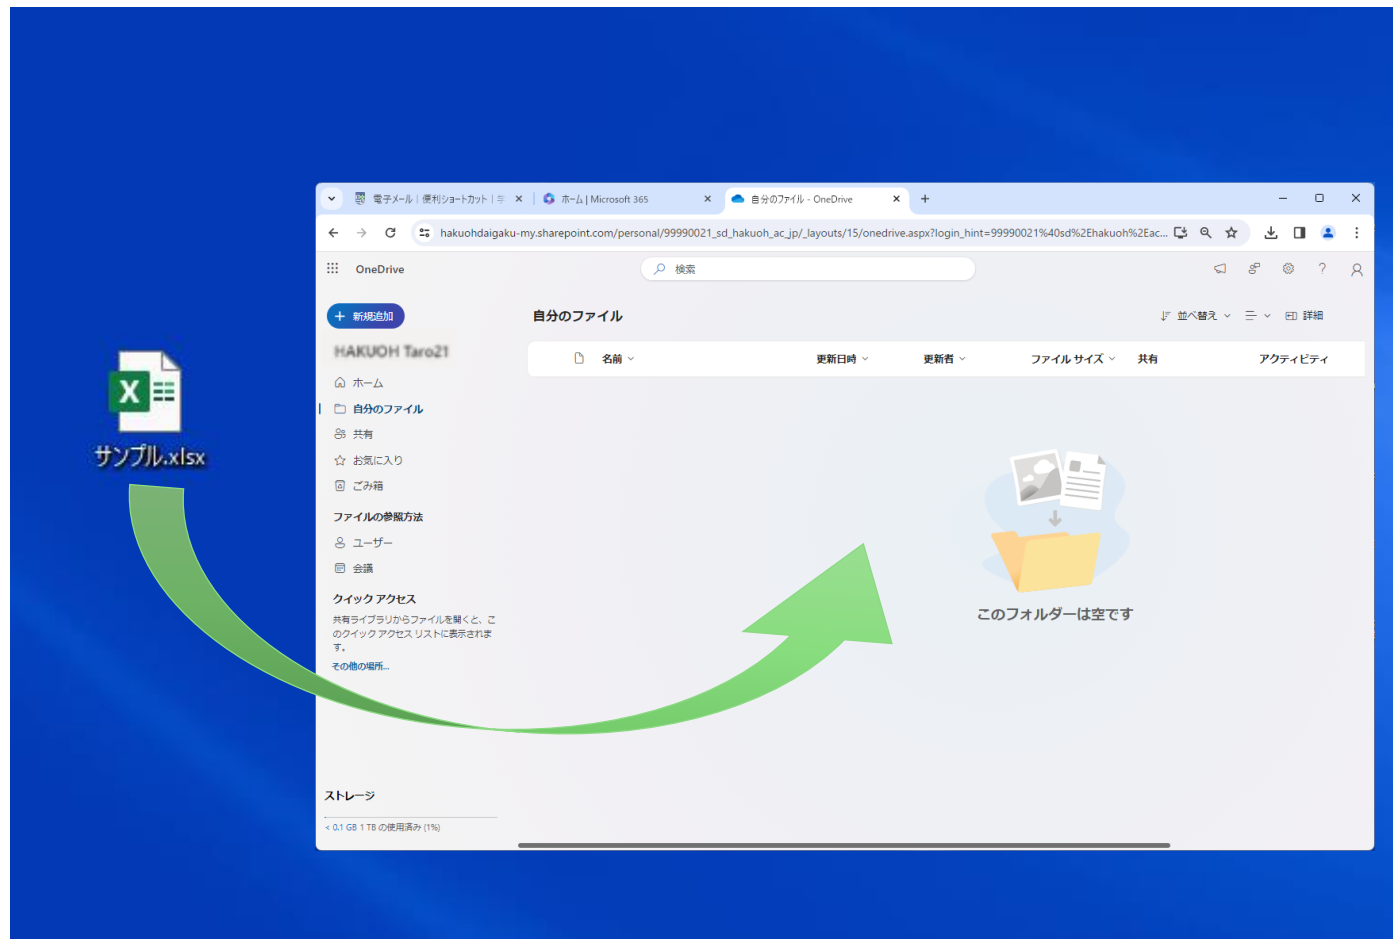 電子メール | 便利ショートカット |
ホーム | Microsoft 365
自分のファイル - OneDrive
hakuohdaigaku-my.sharepoint.com/personal/99990021_sd_hakuoh_ac_jp/_layouts/15/onedrive.aspx?login_hint=99990021%40sd%2Ehakuoh%2Eac...
OneDrive
検索
+ 新規追加
自分のファイル
並べ替え
詳細
HAKUOH Taro21
名前
更新日時
更新者
ファイル サイズ
共有
アクティビティ
ホーム
自分のファイル
共有
お気に入り
ごみ箱
ファイルの参照方法
ユーザー
会議
クイック アクセス
共有ライブラリからファイルを開くと、こ
のクイック アクセス リストに表示されま
す。
その他の場所...
このフォルダーは空です
ストレージ
< 0.1 GB 1 TB の使用済み (1%)
X
サンプル.xlsx